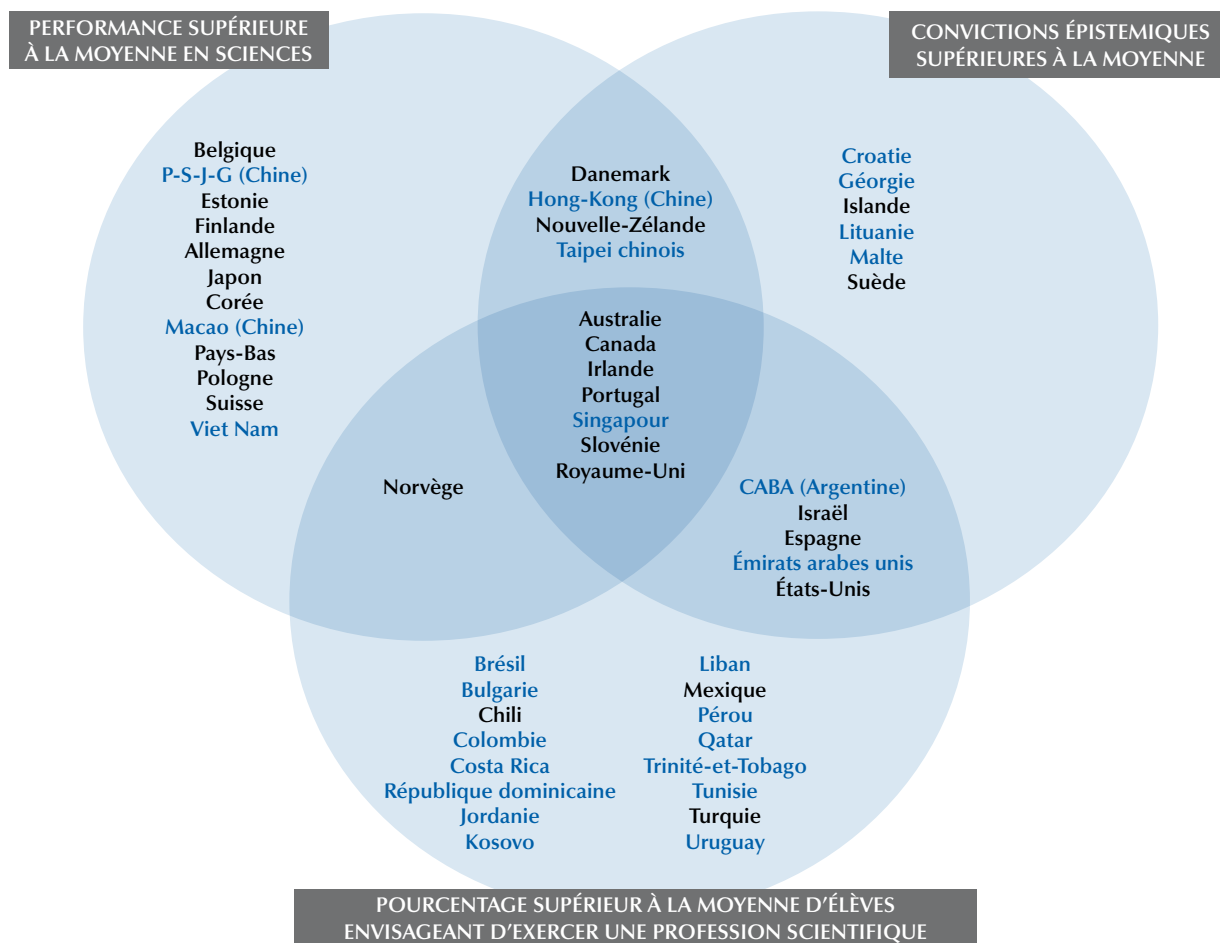 PERFORMANCE SUPÉRIEURE
À LA MOYENNE EN SCIENCES
CONVICTIONS ÉPISTEMIQUES
SUPÉRIEURES À LA MOYENNE
Belgique
P-S-J-G (Chine)
Estonie
Finlande
Allemagne
Japon
Corée
Macao (Chine)
Pays-Bas
Pologne
Suisse
Viet Nam
Danemark
Hong-Kong (Chine)
Nouvelle-Zélande
Taipei chinois
Croatie
Géorgie
Islande
Lituanie
Malte
Suède
Australie
Canada
Irlande
Portugal
Singapour
Slovénie
Royaume-Uni
Norvège
CABA (Argentine)
Israël
Espagne
Émirats arabes unis
États-Unis
Brésil
Bulgarie
Chili
Colombie
Costa Rica
République dominicaine
Jordanie
Kosovo
Liban
Mexique
Pérou
Qatar
Trinité-et-Tobago
Tunisie
Turquie
Uruguay
POURCENTAGE SUPÉRIEUR À LA MOYENNE D'ÉLÈVES
ENVISAGEANT D'EXERCER UNE PROFESSION SCIENTIFIQUE